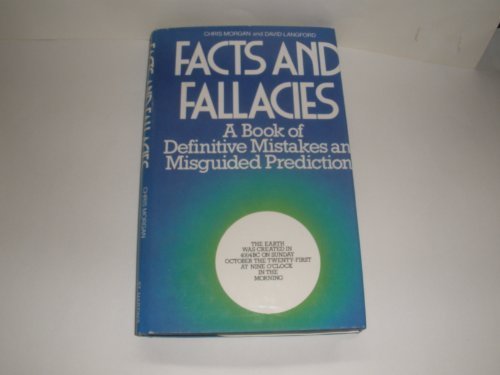 CHRIS MORGAN and DAVID LANGFORD
FACTS AND
FALLACIES
A Book of
Definitive Mistakes an
Misguided Prediction
THE EARTH
WAS CREATED IN
4004BC ON SUNDAY
OCTOBER THE TWENTY-FIRST
AT NINE O'CLOCK
IN THE
MORNING
FACTS AND FALLACIES
CHRIS MORGAN